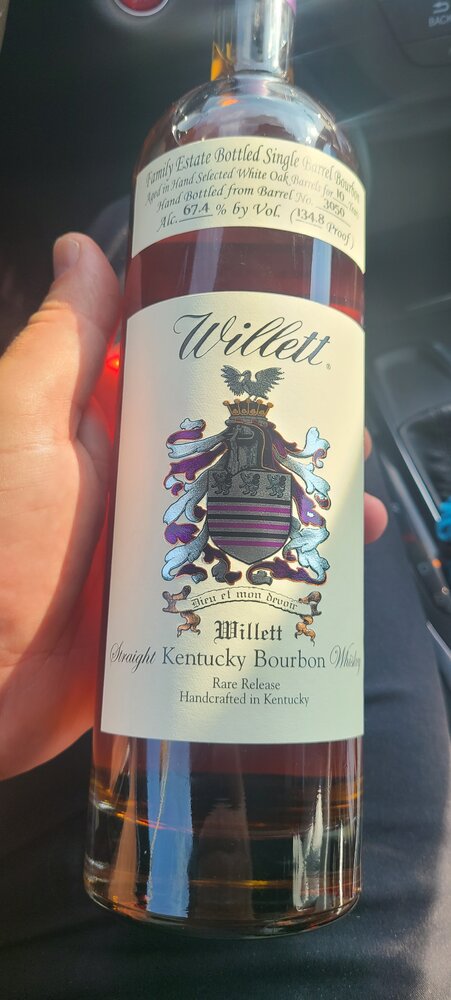 BACK
Family Estate Bottled Single Barrel Bourbon
Aged in Hand Selected White Oak Barrels for 10 Years
Hand Bottled from Barrel No. 3050
Alc. 67.4 % by Vol. (134.8 Proof)
Willett®
Dieu et mon devoir
Willett
Straight Kentucky Bourbon Whiskey
Rare Release
Handcrafted in Kentucky